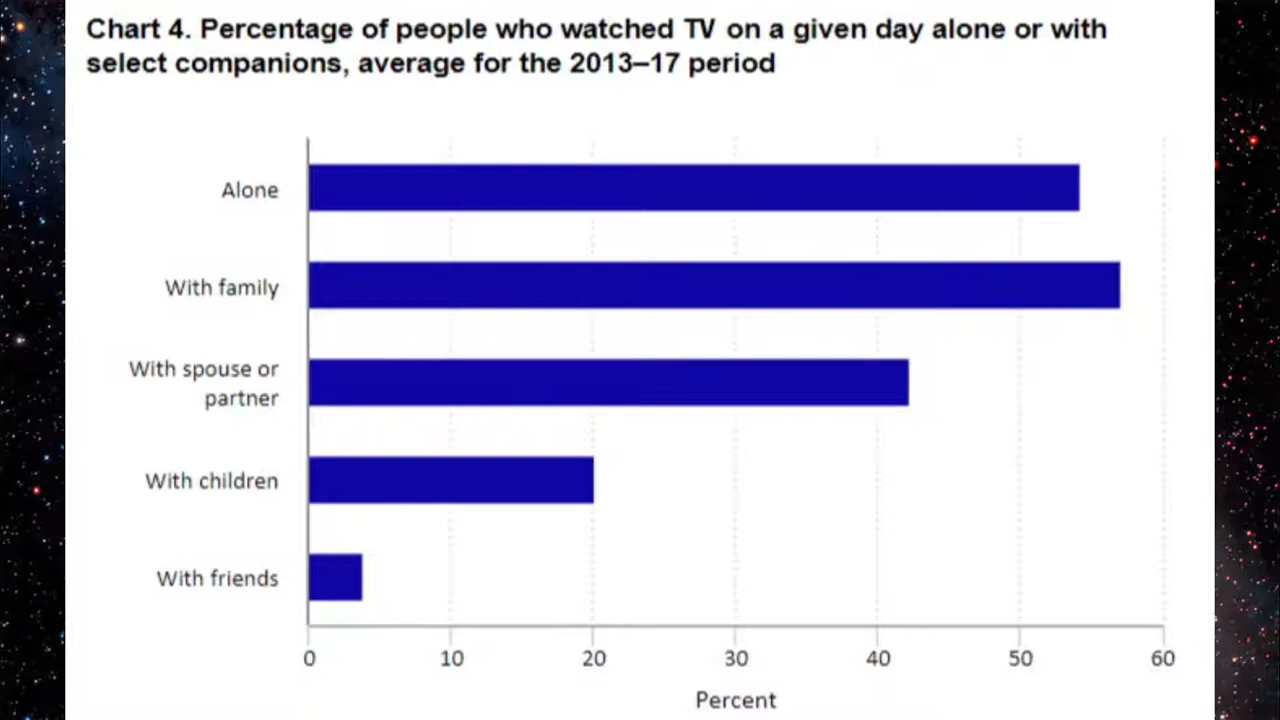 Chart 4. Percentage of people who watched TV on a given day alone or with
select companions, average for the 2013–17 period
Alone
With family
With spouse or
partner
With children
With friends
0 10 20 30 40 50 60
Percent